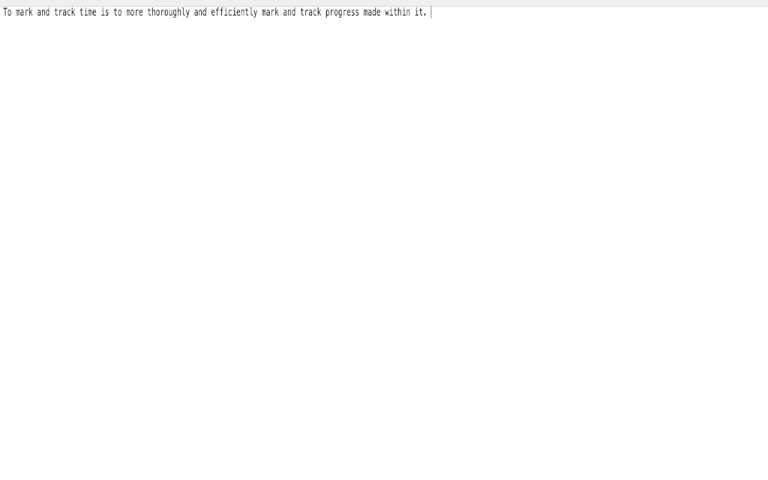 To mark and track time is to more thoroughly and efficiently mark and track progress made within it.